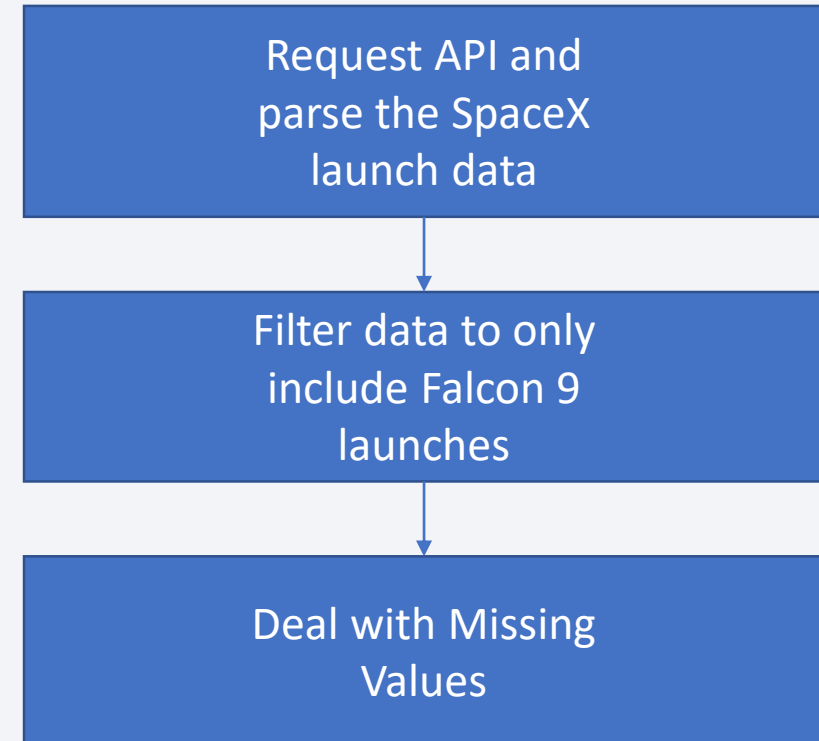 Request API and
parse the SpaceX
launch data
Filter data to only
include Falcon 9
launches
Deal with Missing
Values